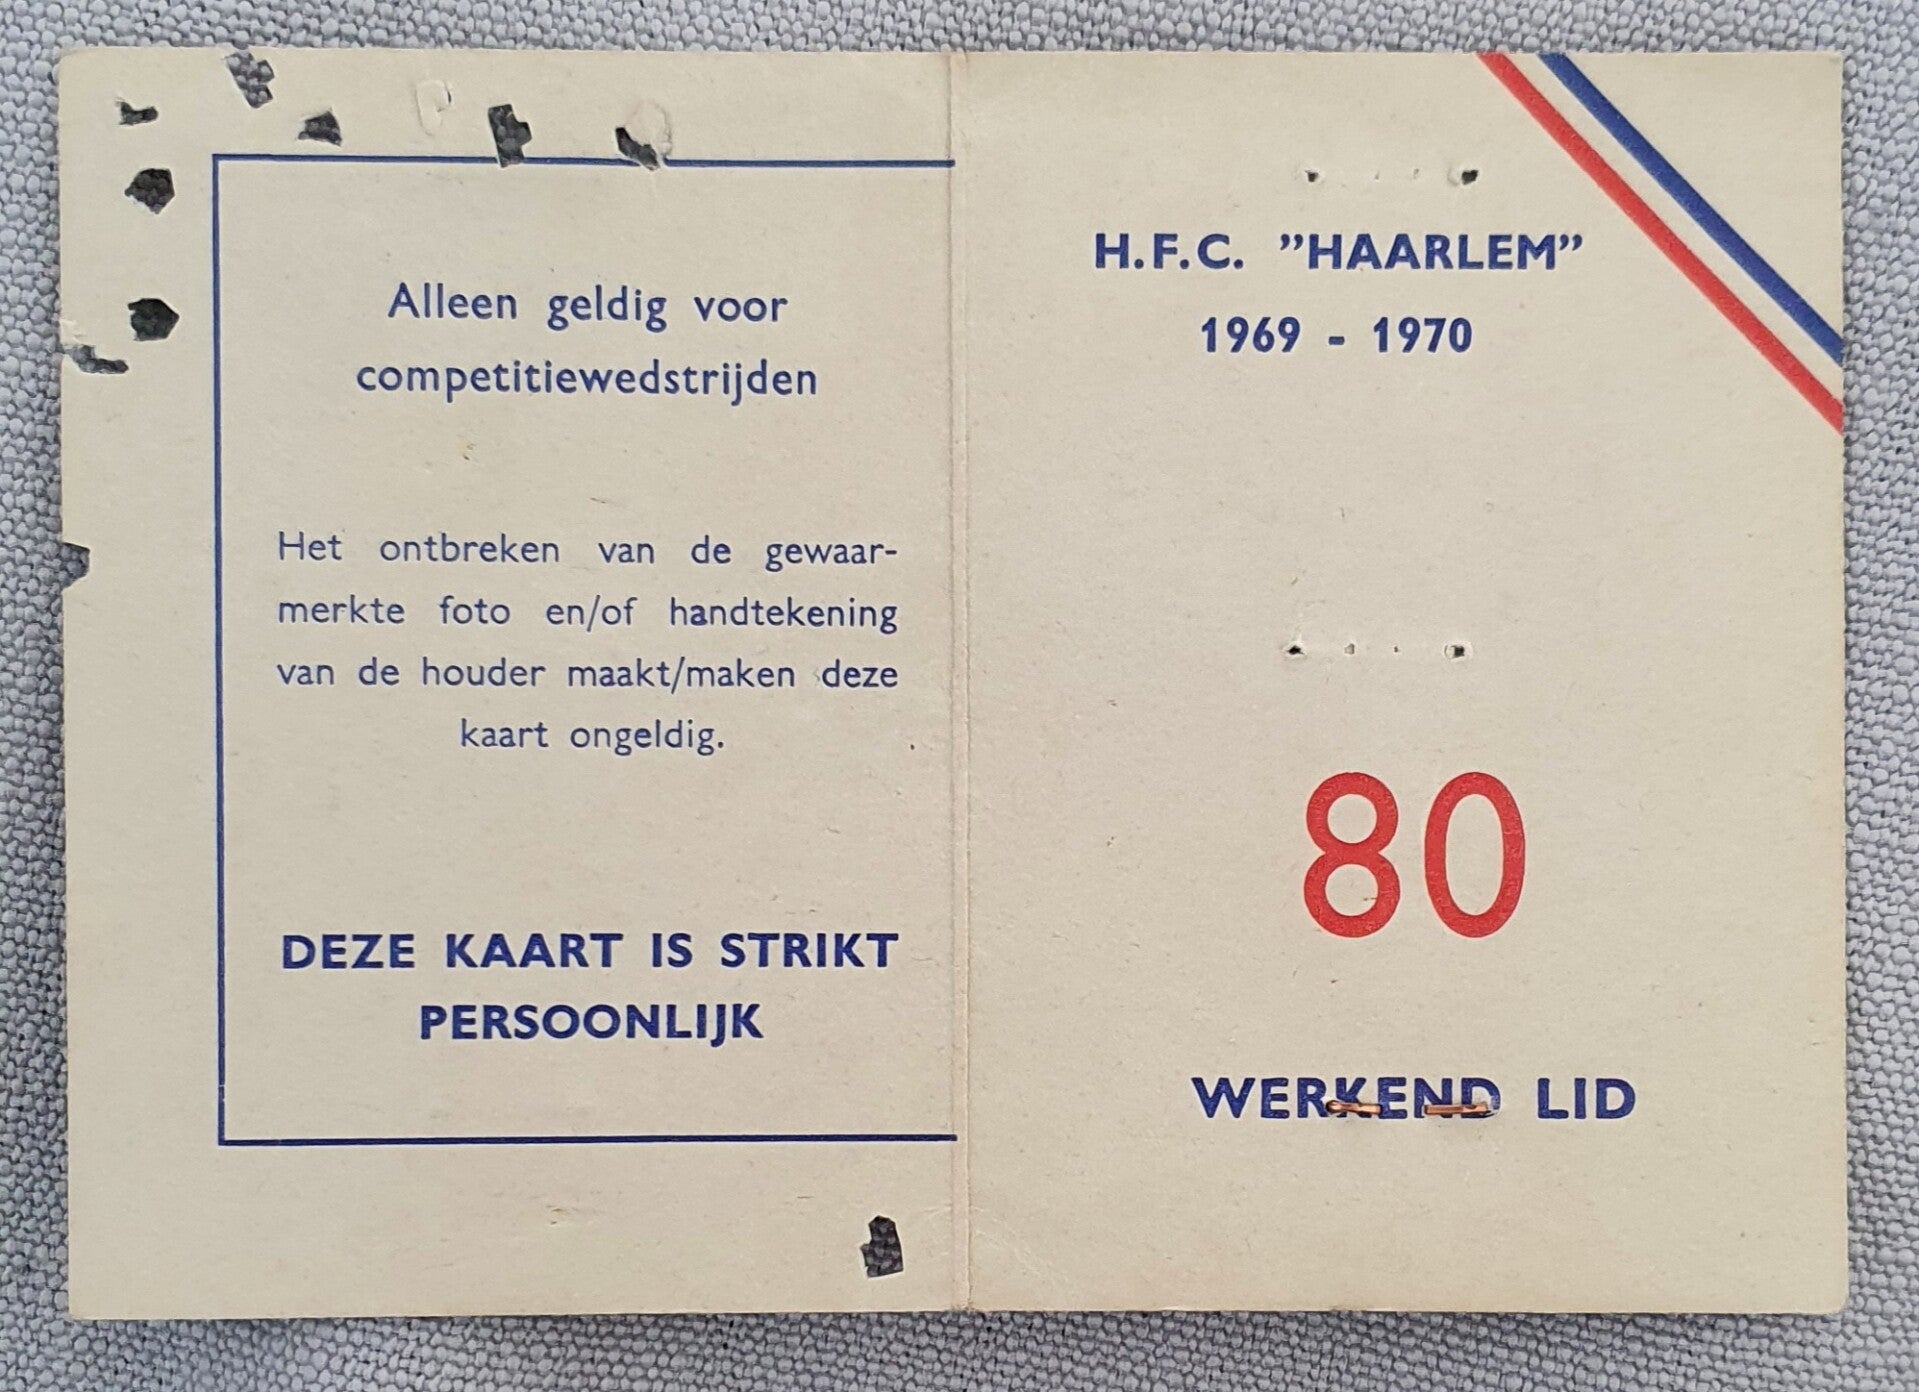 Alleen geldig voor
competitiewedstrijden
Het ontbreken van de gewaar-
merkte foto en/of handtekening
van de houder maakt/maken deze
kaart ongeldig.
DEZE KAART IS STRIKT
PERSOONLIJK
H.F.C. ”HAARLEM”
1969 - 1970
80
WERKEND LID